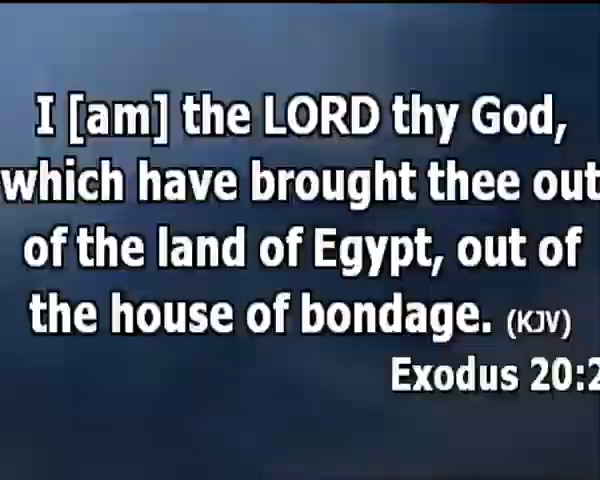 I [am] the LORD thy God,
which have brought thee out
of the land of Egypt, out of
the house of bondage. (KJV)
Exodus 20:2